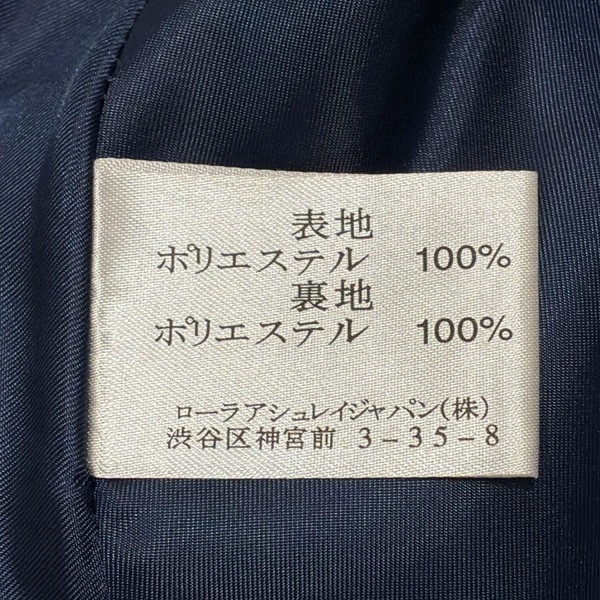 表地
ポリエステル 100%
裏地
ポリエステル 100%
ローラアシュレイジャパン(株)
渋谷区神宮前 3-35-8